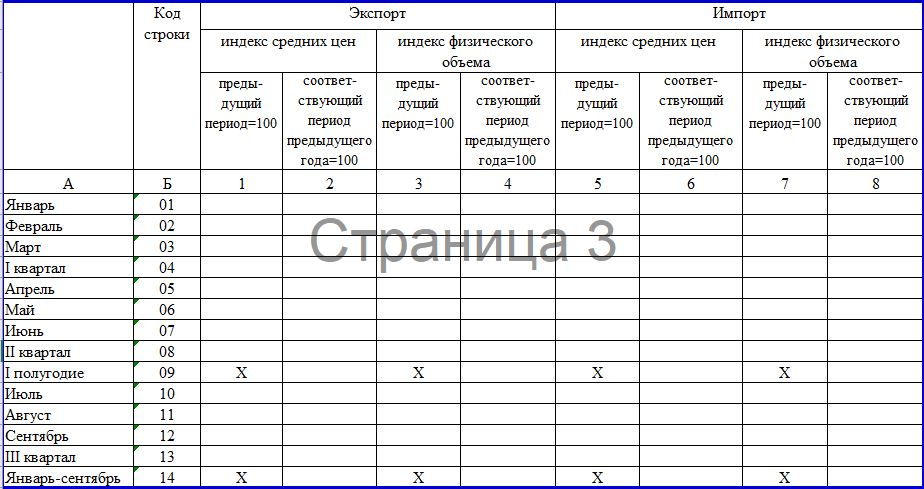 Код строки Экспорт Импорт
индекс средних цен индекс физического объема индекс средних цен индекс физического объема
преды-дущий период=100 соответ-ствующий период предыдущего года=100 преды-дущий период=100 соответ-ствующий период предыдущего года=100 преды-дущий период=100 соответ-ствующий период предыдущего года=100 преды-дущий период=100 соответ-ствующий период предыдущего года=100
А Б 1 2 3 4 5 6 7 8
Январь 01
Февраль 02
Март 03
I квартал 04
Апрель 05
Май 06
Июнь 07
II квартал 08
I полугодие 09 X X X X
Июль 10
Август 11
Сентябрь 12
III квартал 13
Январь-сентябрь 14 X X X X
Страница 3